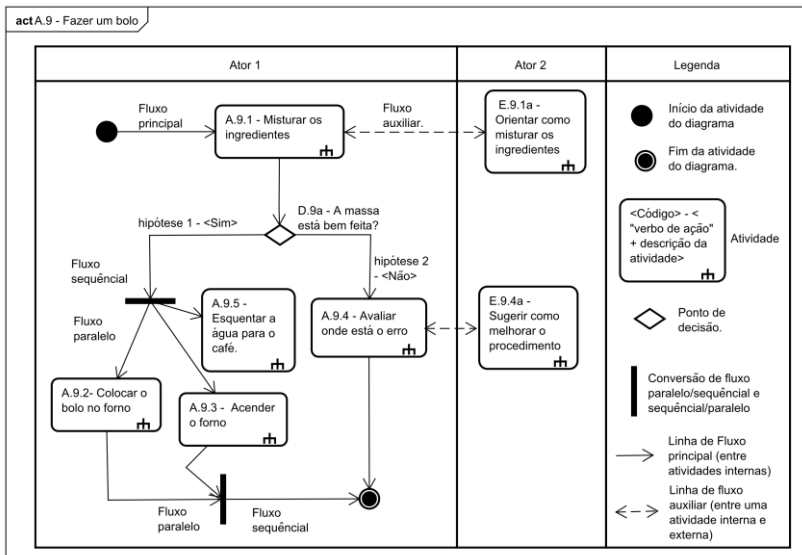 act A.9 - Fazer um bolo
Ator 1
Ator 2
Legenda
Fluxo
principal
A.9.1 - Misturar os
ingredientes
Fluxo
auxiliar.
E.9.1a -
Orientar como
misturar os
ingredientes
Início da atividade
do diagrama
Fim da atividade
do diagrama.
D.9a - A massa
está bem feita?
hipótese 1 - <Sim>
hipótese 2
- <Não>
<Código> - <
"verbo de ação"
+ descrição da
atividade>
Atividade
Fluxo
sequêncial
Fluxo
paralelo
A.9.5 -
Esquentar a
água para o
café.
A.9.4 - Avaliar
onde está o erro
E.9.4a -
Sugerir como
melhorar o
procedimento
Ponto de
decisão.
A.9.2- Colocar o
bolo no forno
A.9.3 - Acender
o forno
Conversão de fluxo
paralelo/sequêncial e
sequêncial/paralelo
Linha de Fluxo
principal (entre
atividades internas)
Fluxo
paralelo
Fluxo
sequêncial
Linha de fluxo
auxiliar (entre uma
atividade interna e
externa)